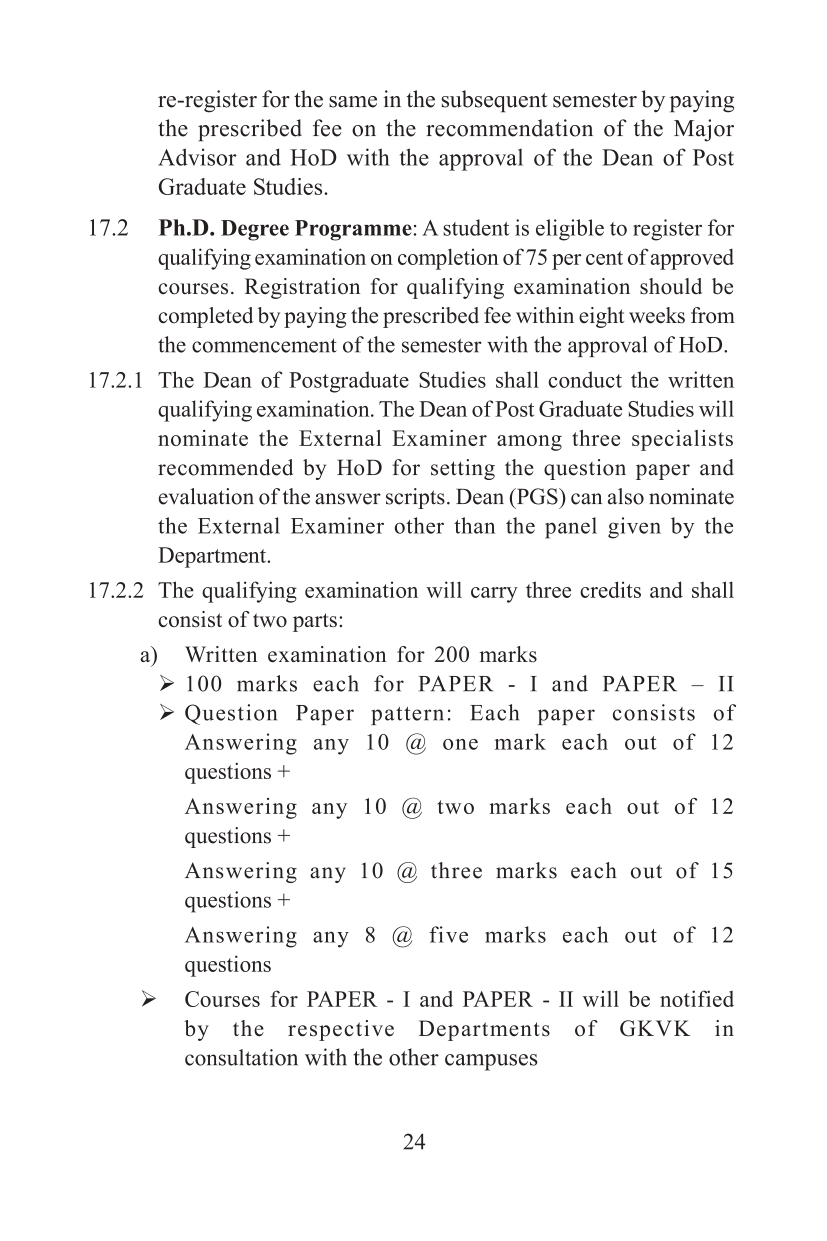 re-register for the same in the subsequent semester by paying
the prescribed fee on the recommendation of the Major
Advisor and HoD with the approval of the Dean of Post
Graduate Studies.
17.2 Ph.D. Degree Programme: A student is eligible to register for
qualifying examination on completion of 75 per cent of approved
courses. Registration for qualifying examination should be
completed by paying the prescribed fee within eight weeks from
the commencement of the semester with the approval of HoD.
17.2.1 The Dean of Postgraduate Studies shall conduct the written
qualifying examination. The Dean of Post Graduate Studies will
nominate the External Examiner among three specialists
recommended by HoD for setting the question paper and
evaluation of the answer scripts. Dean (PGS) can also nominate
the External Examiner other than the panel given by the
Department.
17.2.2 The qualifying examination will carry three credits and shall
consist of two parts:
a) Written examination for 200 marks
➢ 100 marks each for PAPER - I and PAPER – II
➢ Question Paper pattern: Each paper consists of
Answering any 10 @ one mark each out of 12
questions +
Answering any 10 @ two marks each out of 12
questions +
Answering any 10 @ three marks each out of 15
questions +
Answering any 8 @ five marks each out of 12
questions
➢ Courses for PAPER - I and PAPER - II will be notified
by the respective Departments of GKVK in
consultation with the other campuses
24